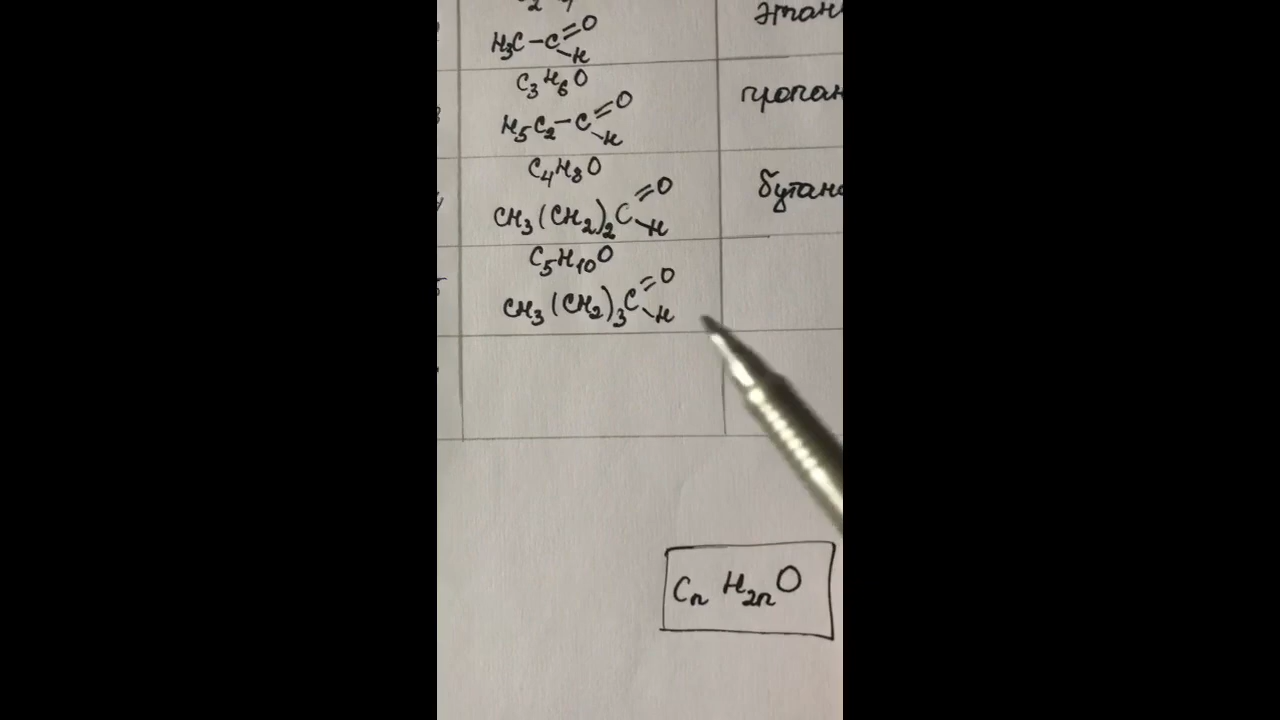 H₃C–C=O
–H
этан
C₃H₆O
H₅C₂–C=O
–H
пропан
C₄H₈O
CH₃(CH₂)₂C=O
–H
бутан
C₅H₁₀O
CH₃(CH₂)₃C=O
–H
CₙH₂ₙO